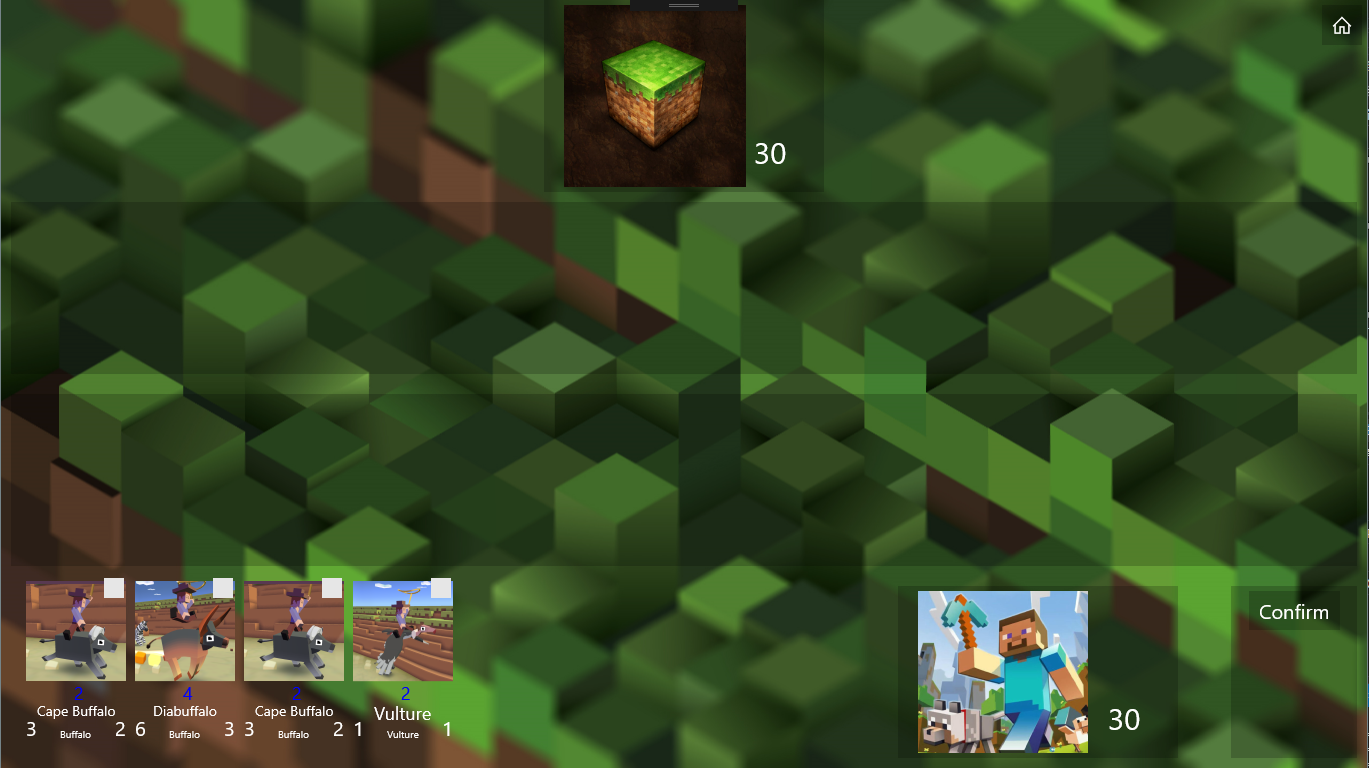 30
2
Cape Buffalo
3 Buffalo 2
4
Diabuffalo
6 Buffalo 3
2
Cape Buffalo
3 Buffalo 2
2
Vulture
1 Vulture 1
30
Confirm